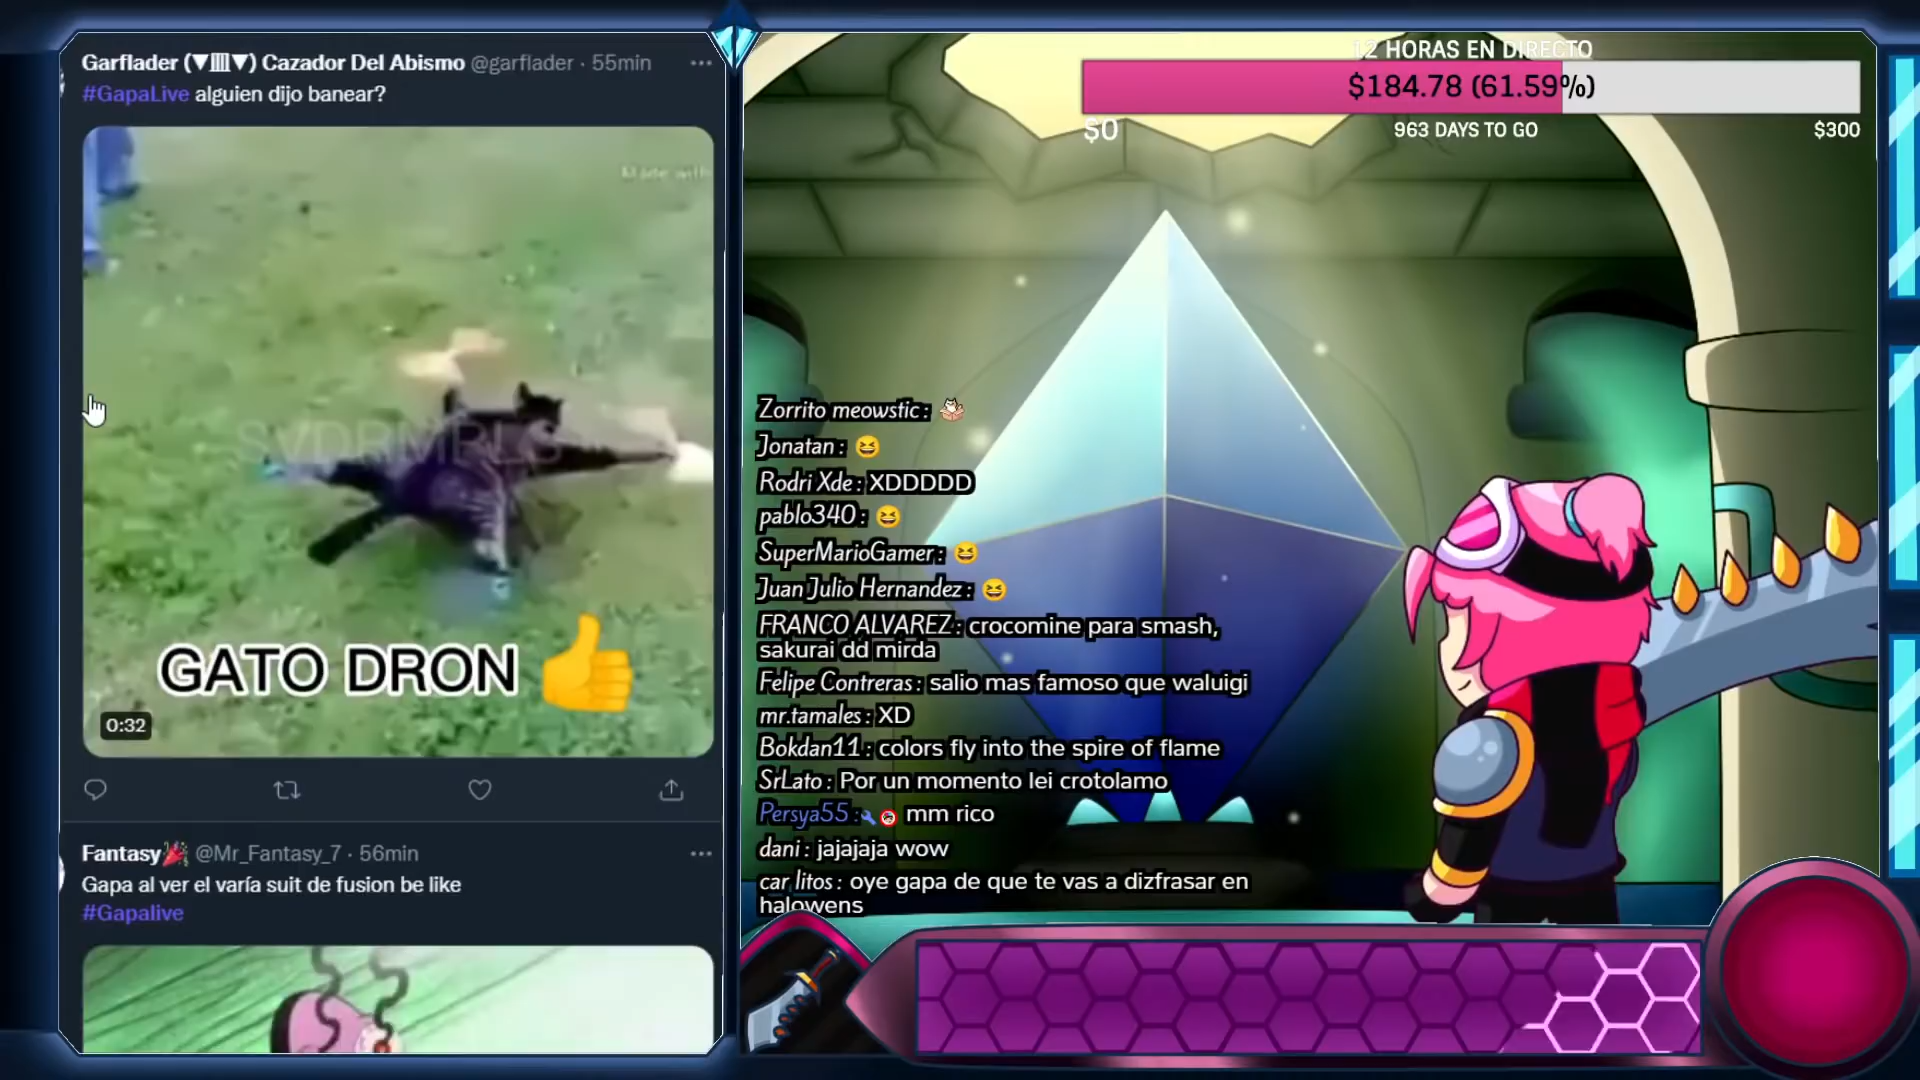 Garflader (▼皿▼) Cazador Del Abismo @garflader · 55min
#GapaLive alguien dijo banear?
Made with
SVDRMPLS
GATO DRON 👍
0:32
Fantasy🎉 @Mr_Fantasy_7 · 56min
Gapa al ver el varía suit de fusion be like
#Gapalive
12 HORAS EN DIRECTO
$184.78 (61.59%)
$0
963 DAYS TO GO
$300
Zorrito meowstic:
Jonatan: 😆
Rodri Xde: XDDDDD
pablo340: 😆
SuperMarioGamer: 😆
Juan Julio Hernandez: 😆
FRANCO ALVAREZ: crocomine para smash,
sakurai dd mirda
Felipe Contreras: salio mas famoso que waluigi
mr.tamales: XD
Bokdan11: colors fly into the spire of flame
SrLato: Por un momento lei crotolamo
Persya55: mm rico
dani: jajajaja wow
car litos: oye gapa de que te vas a dizfrasar en
halowens